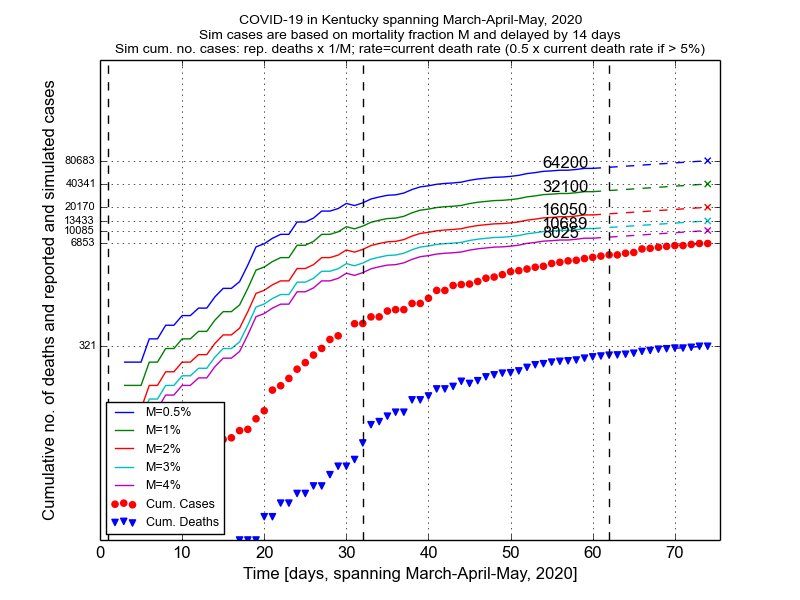 COVID-19 in Kentucky spanning March-April-May, 2020
Sim cases are based on mortality fraction M and delayed by 14 days
Sim cum. no. cases: rep. deaths x 1/M; rate=current death rate (0.5 x current death rate if > 5%)
Cumulative no. of deaths and reported and simulated cases
80683
40341
20170
13433
10085
6853
321
64200
32100
16050
10689
8025
M=0.5%
M=1%
M=2%
M=3%
M=4%
Cum. Cases
Cum. Deaths
0 10 20 30 40 50 60 70
Time [days, spanning March-April-May, 2020]